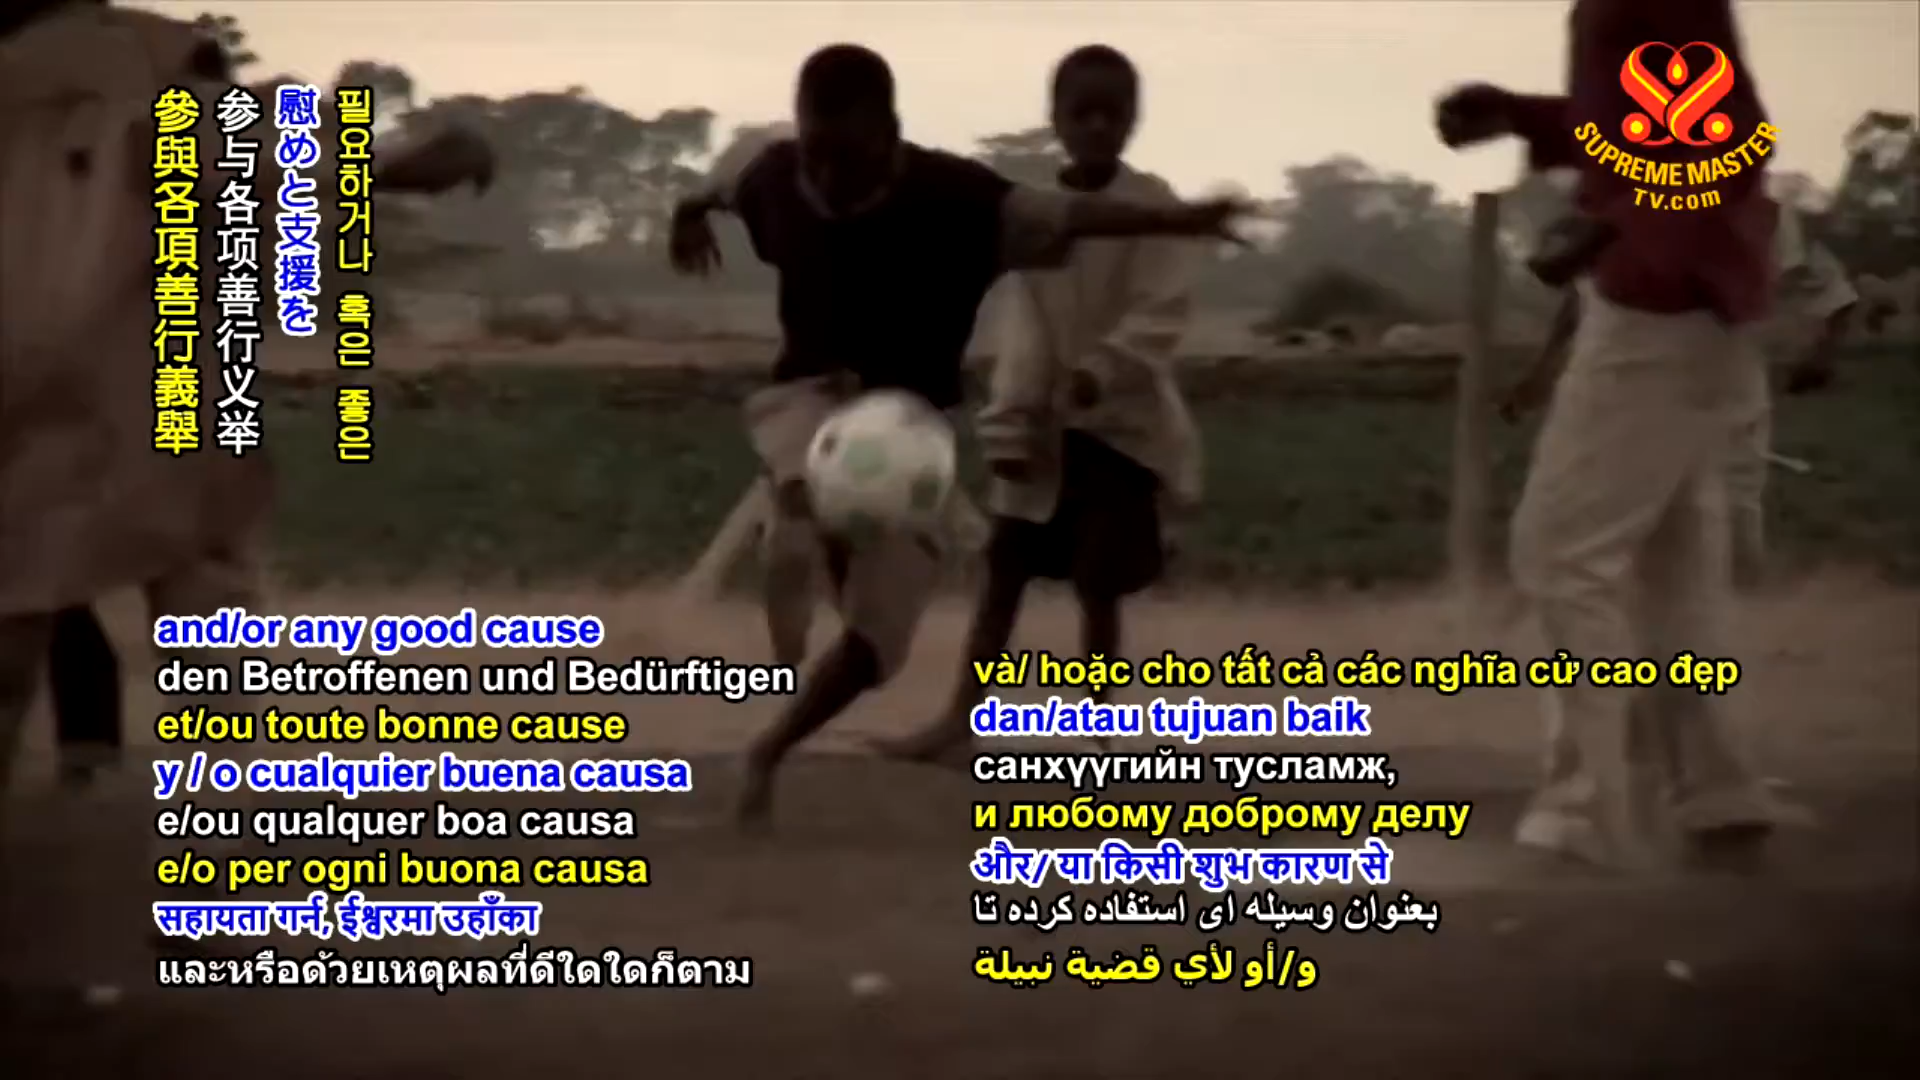 參與各項善行義舉
参与各项善行义举
慰めと支援を
필요하거나 혹은 좋은
SUPREME MASTER
TV.com
and/or any good cause
den Betroffenen und Bedürftigen
et/ou toute bonne cause
y / o cualquier buena causa
e/ou qualquer boa causa
e/o per ogni buona causa
सहायता गर्न, ईश्वरमा उहाँका
และหรือด้วยเหตุผลที่ดีใดใดก็ตาม
và/ hoặc cho tất cả các nghĩa cử cao đẹp
dan/atau tujuan baik
санхүүгийн тусламж,
и любому доброму делу
और/ या किसी शुभ कारण से
بعنوان وسیله ای استفاده کرده تا
و/أو لأي قضية نبيلة